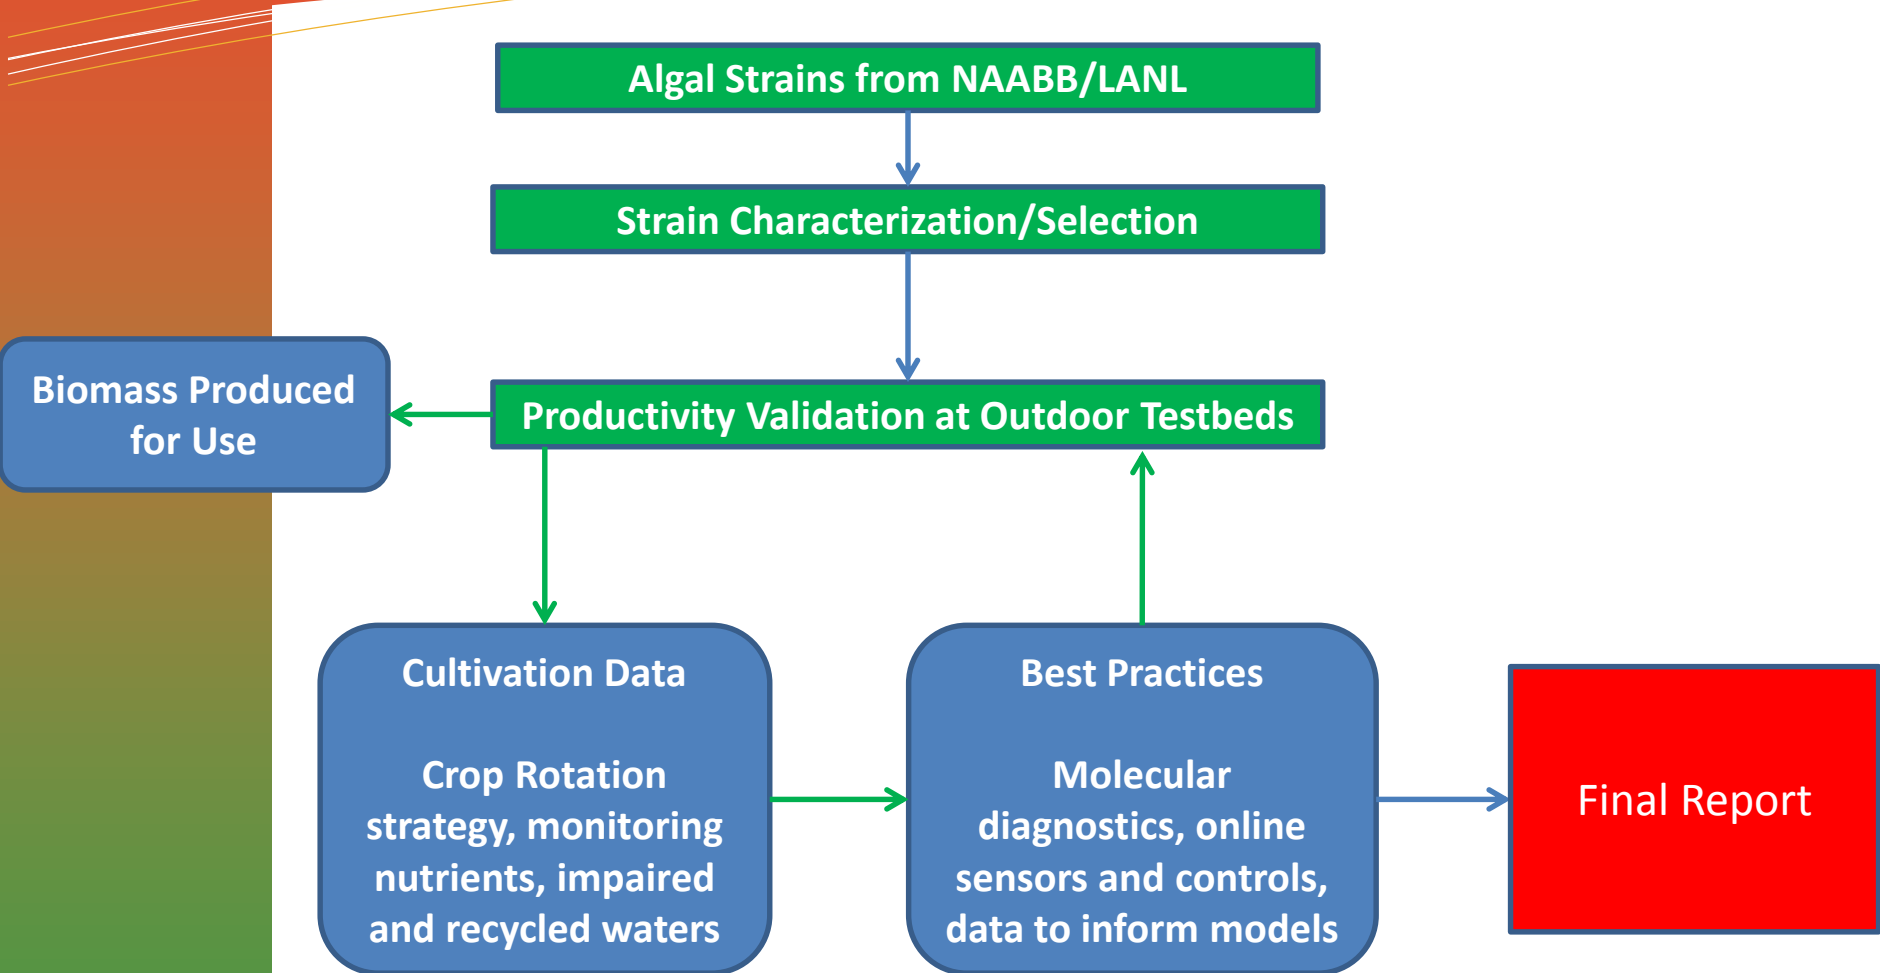 Algal Strains from NAABB/LANL
Strain Characterization/Selection
Biomass Produced
for Use
Productivity Validation at Outdoor Testbeds
Cultivation Data
Crop Rotation
strategy, monitoring
nutrients, impaired
and recycled waters
Best Practices
Molecular
diagnostics, online
sensors and controls,
data to inform models
Final Report